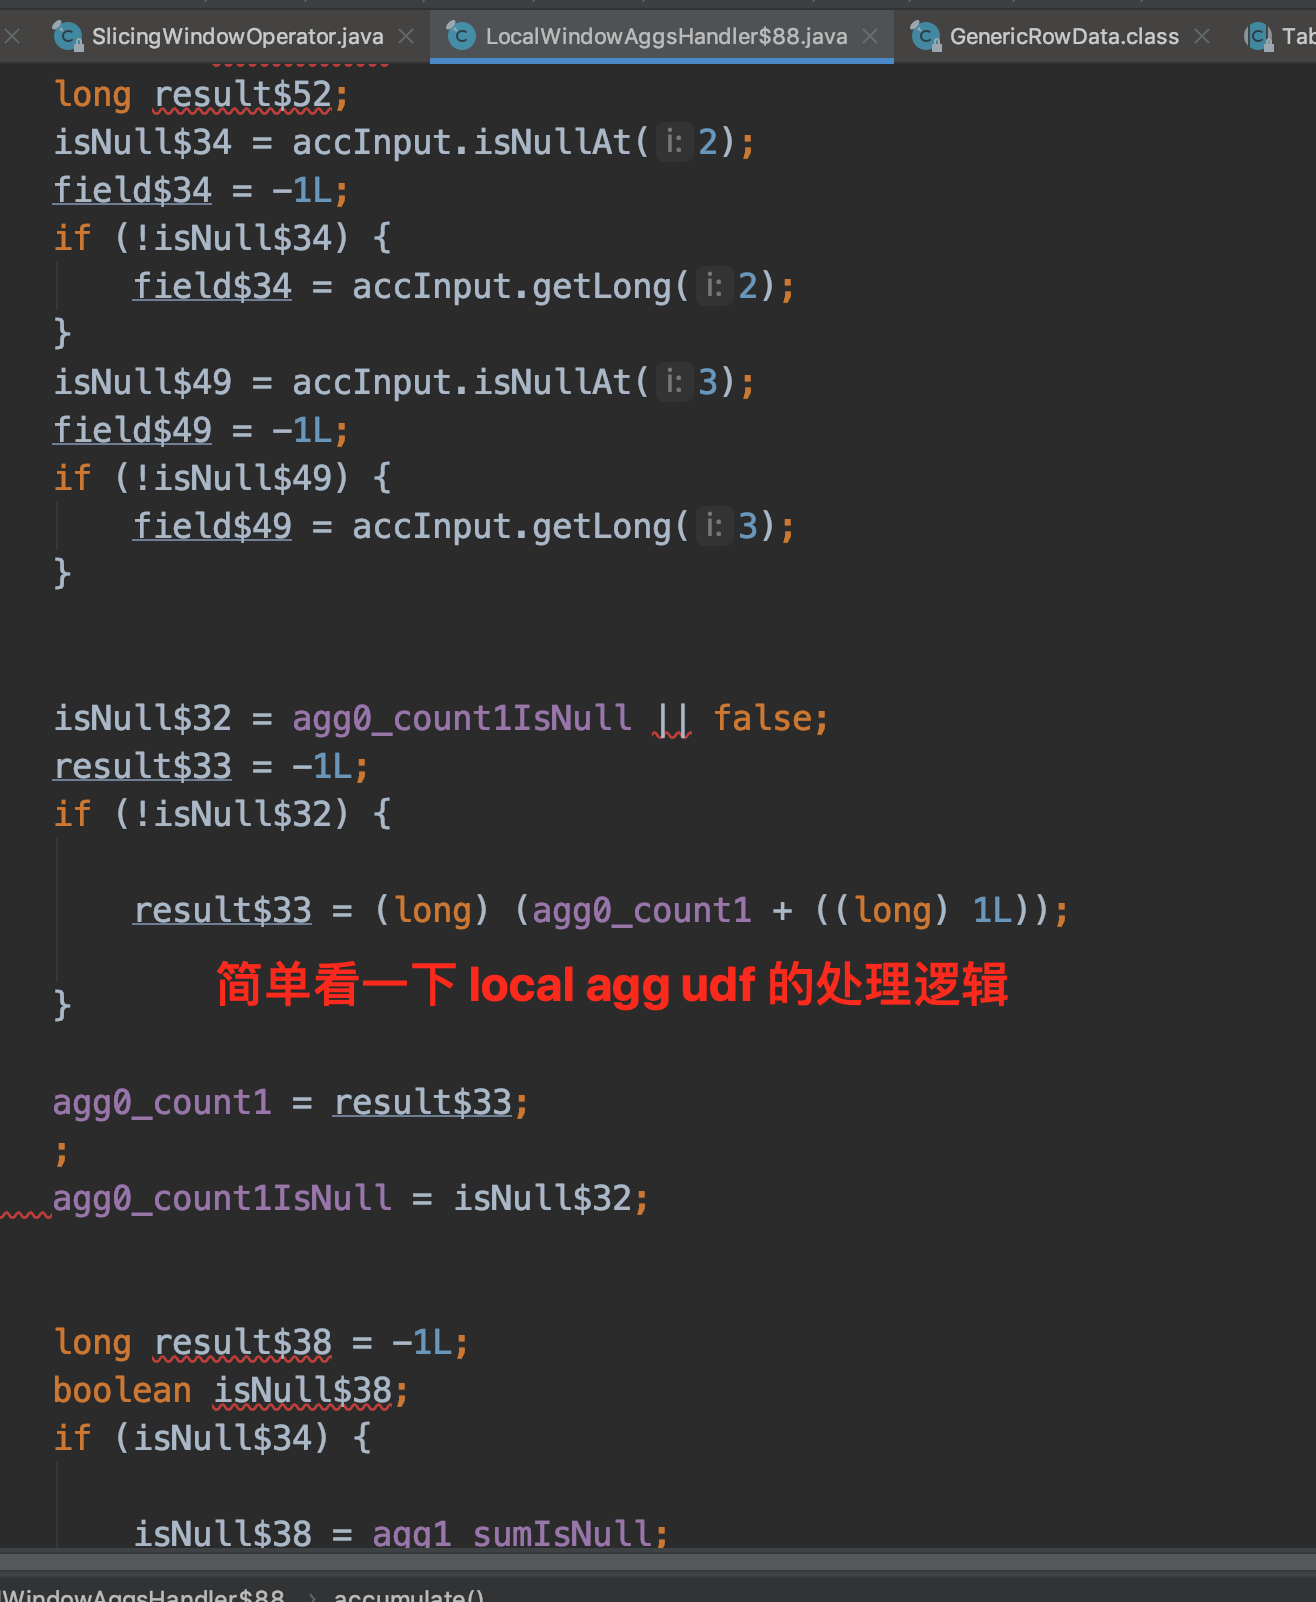 SlicingWindowOperator.java
LocalWindowAggsHandler$88.java
GenericRowData.class
Tab
long result$52;
isNull$34 = accInput.isNullAt( i: 2);
field$34 = -1L;
if (!isNull$34) {
field$34 = accInput.getLong( i: 2);
}
isNull$49 = accInput.isNullAt( i: 3);
field$49 = -1L;
if (!isNull$49) {
field$49 = accInput.getLong( i: 3);
}
isNull$32 = agg0_count1IsNull || false;
result$33 = -1L;
if (!isNull$32) {
result$33 = (long) (agg0_count1 + ((long) 1L));
简单看一下 local agg udf 的处理逻辑
}
agg0_count1 = result$33;
;
agg0_count1IsNull = isNull$32;
long result$38 = -1L;
boolean isNull$38;
if (isNull$34) {
isNull$38 = agg1_sumIsNull;
lWindowAggsHandler$88 › accumulate()